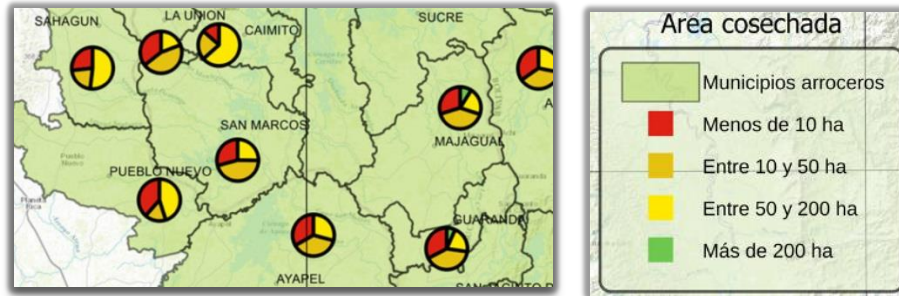 SAHAGUN
LA UNION
CAIMITO
SUCRE
SAN MARCOS
MAJAGUAL
PUEBLO NUEVO
GUARANDA
AYAPEL
Area cosechada
Municipios arroceros
Menos de 10 ha
Entre 10 y 50 ha
Entre 50 y 200 ha
Más de 200 ha